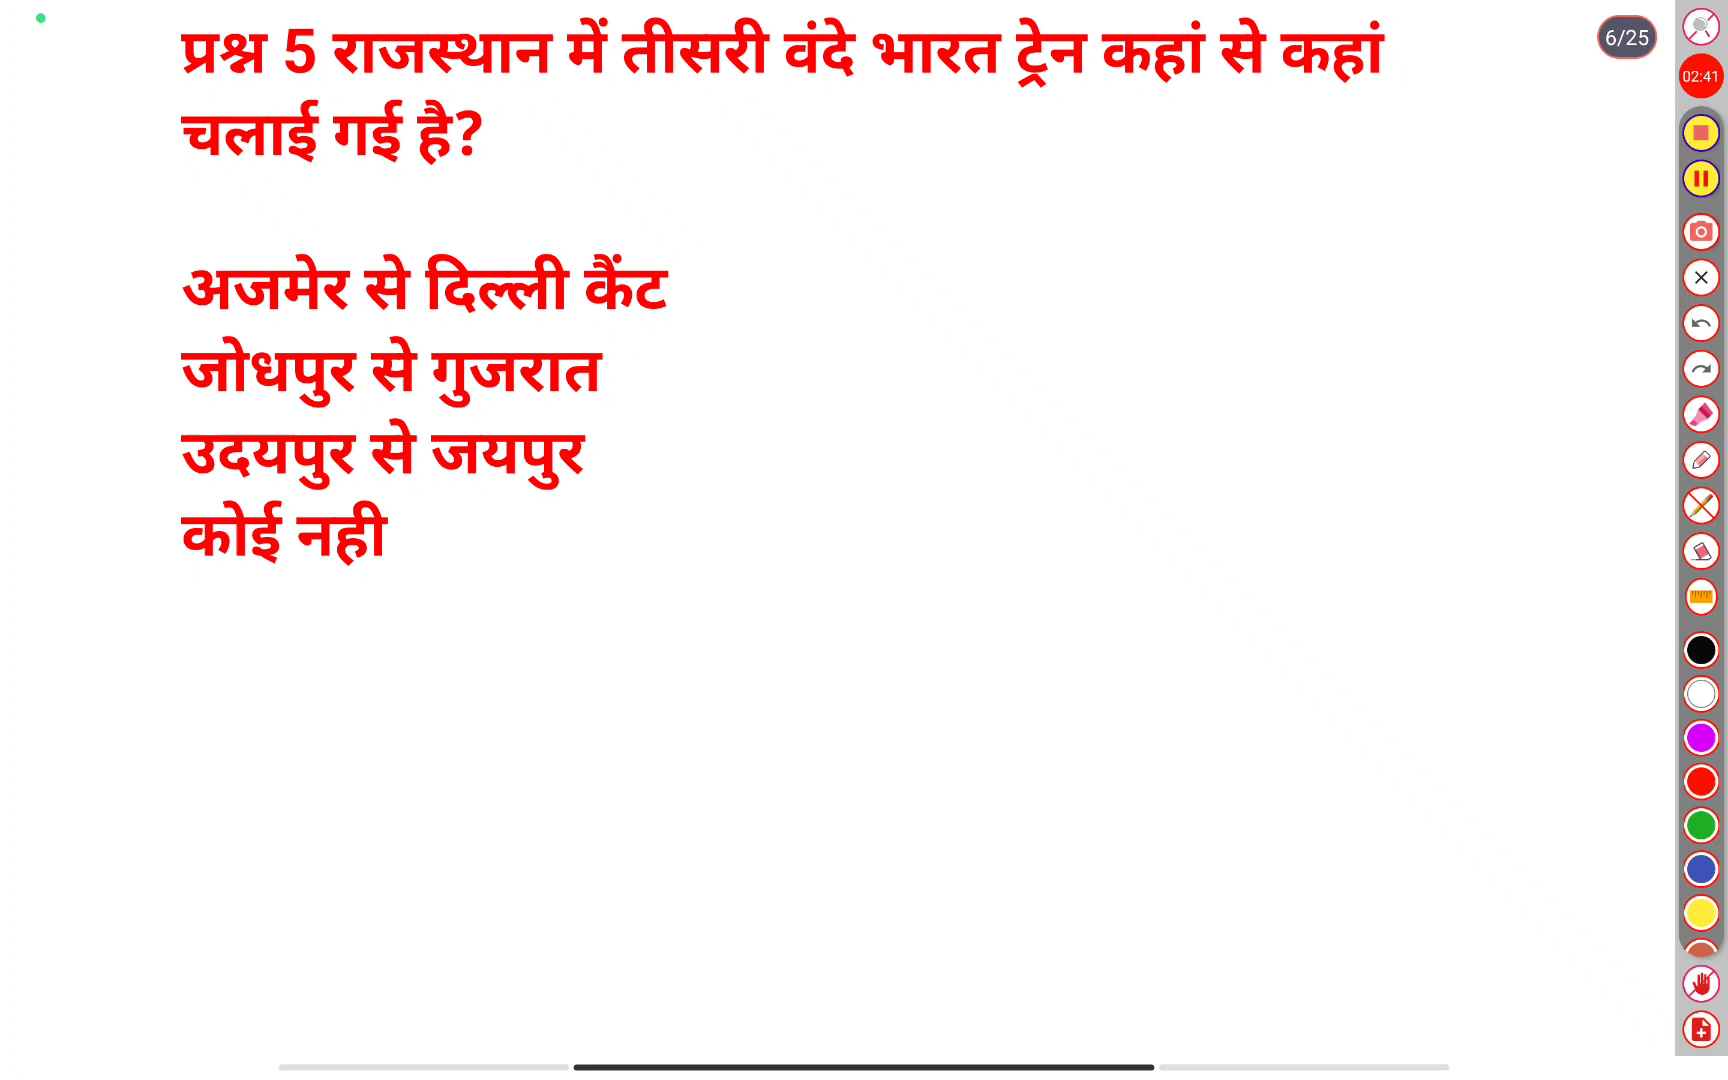 प्रश्न 5 राजस्थान में तीसरी वंदे भारत ट्रेन कहां से कहां
चलाई गई है?
अजमेर से दिल्ली कैंट
जोधपुर से गुजरात
उदयपुर से जयपुर
कोई नही
6/25
02:41